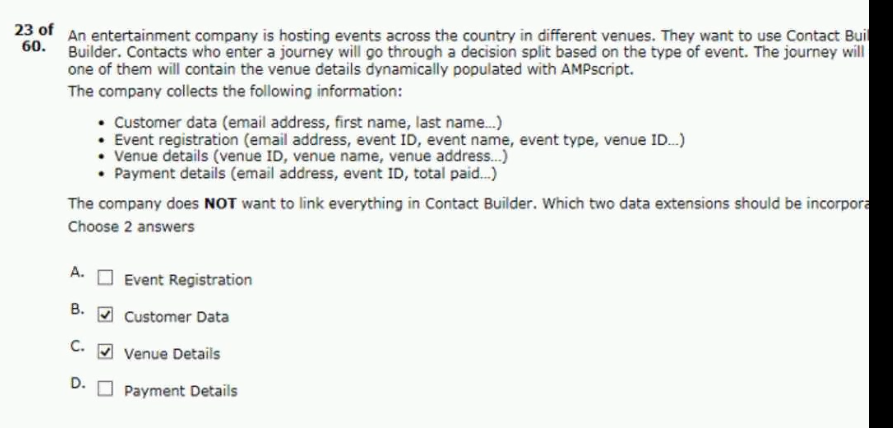 23 of
60.
An entertainment company is hosting events across the country in different venues. They want to use Contact
Builder. Contacts who enter a journey will go through a decision split based on the type of event. The journey will
one of them will contain the venue details dynamically populated with AMPscript.
The company collects the following information:
• Customer data (email address, first name, last name...)
• Event registration (email address, event ID, event name, event type, venue ID...)
• Venue details (venue ID, venue name, venue address...)
• Payment details (email address, event ID, total paid...)
The company does NOT want to link everything in Contact Builder. Which two data extensions should be
Choose 2 answers
A. Event Registration
B. Customer Data
C. Venue Details
D. Payment Details